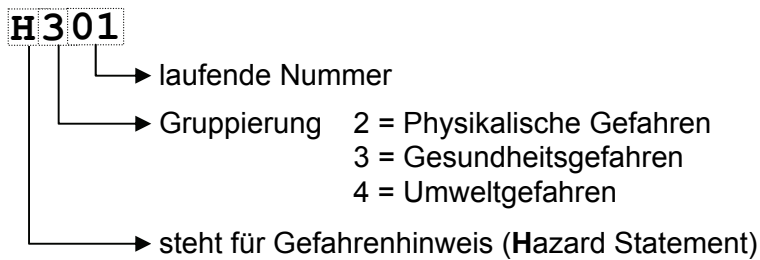 H301
laufende Nummer
Gruppierung 2 = Physikalische Gefahren
3 = Gesundheitsgefahren
4 = Umweltgefahren
steht für Gefahrenhinweis (Hazard Statement)